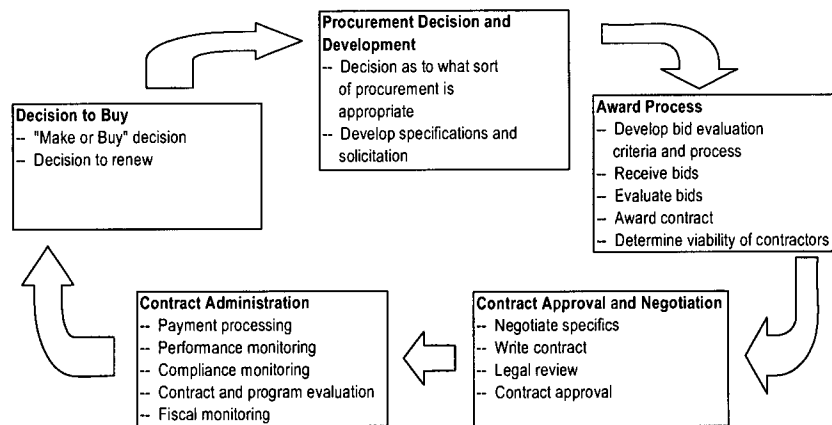 Procurement Decision and
Development
-- Decision as to what sort
of procurement is
appropriate
-- Develop specifications and
solicitation
Award Process
-- Develop bid evaluation
criteria and process
-- Receive bids
-- Evaluate bids
-- Award contract
-- Determine viability of contractors
Contract Approval and Negotiation
-- Negotiate specifics
-- Write contract
-- Legal review
-- Contract approval
Contract Administration
-- Payment processing
-- Performance monitoring
-- Compliance monitoring
-- Contract and program evaluation
-- Fiscal monitoring
Decision to Buy
-- "Make or Buy" decision
-- Decision to renew